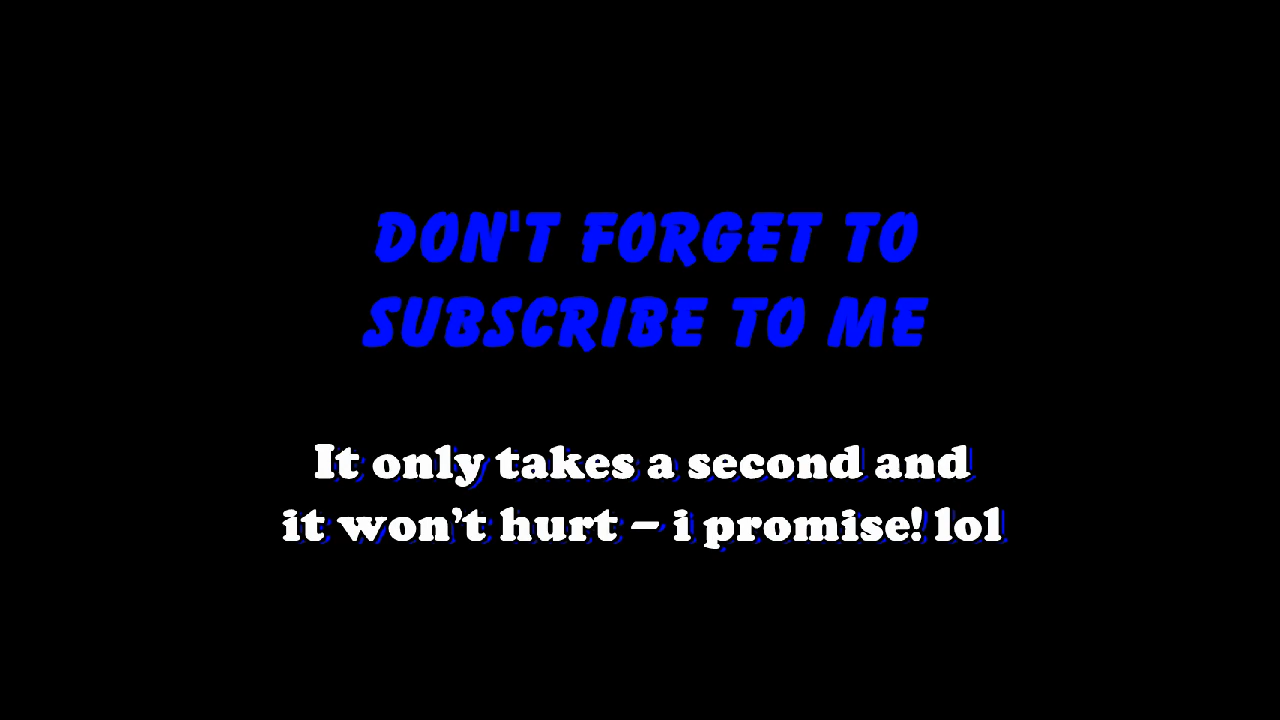 DON'T FORGET TO
SUBSCRIBE TO ME
It only takes a second and
it won’t hurt – i promise! lol